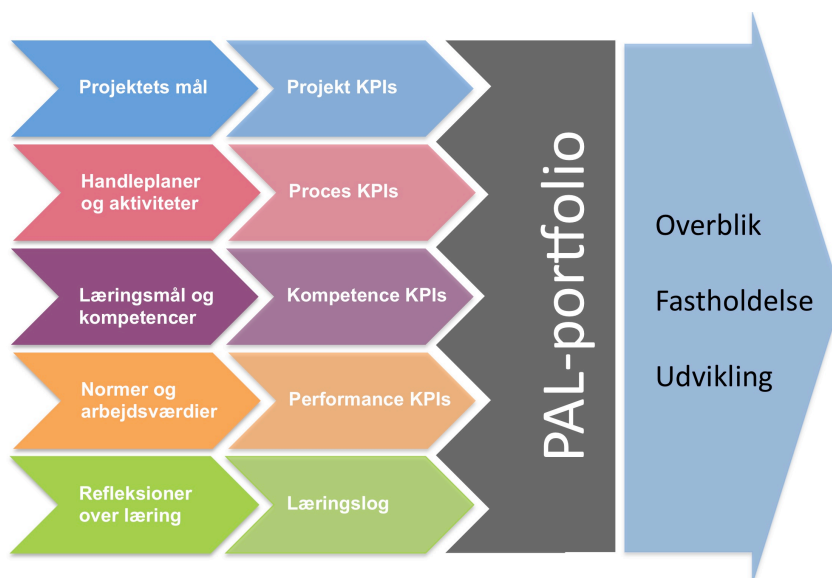 Projektets mål
Projekt KPIs
Handleplaner
og aktiviteter
Proces KPIs
Læringsmål og
kompetencer
Kompetence KPIs
Normer og
arbejdsværdier
Performance KPIs
Refleksioner
over læring
Læringslog
PAL-portfolio
Overblik
Fastholdelse
Udvikling